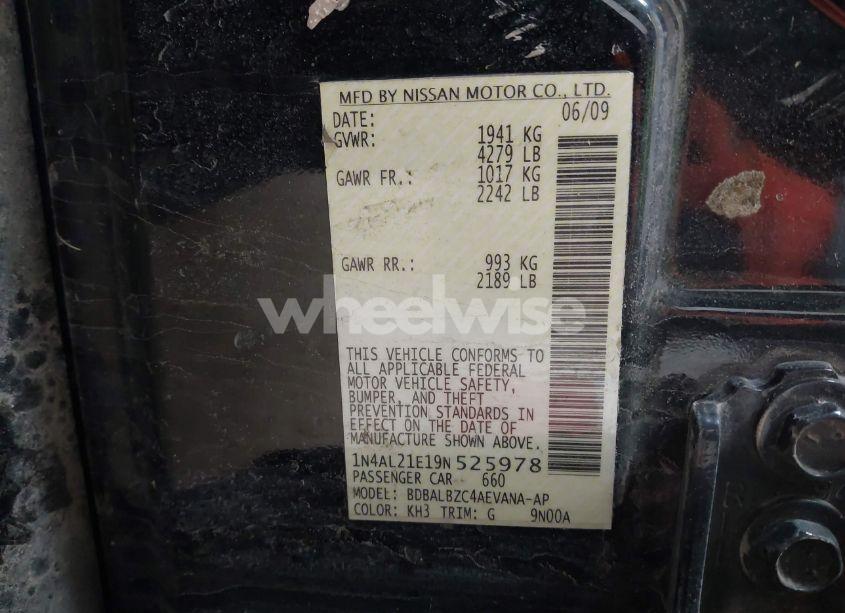 MFD BY NISSAN MOTOR CO., LTD.
DATE: 06/09
GVWR: 1941 KG
4279 LB
GAWR FR.: 1017 KG
2242 LB
GAWR RR.: 993 KG
2189 LB
wheelwise
THIS VEHICLE CONFORMS TO
ALL APPLICABLE FEDERAL
MOTOR VEHICLE SAFETY,
BUMPER, AND THEFT
PREVENTION STANDARDS IN
EFFECT ON THE DATE OF
MANUFACTURE SHOWN ABOVE.
1N4AL21E19N525978
PASSENGER CAR 660
MODEL: BDBALBZC4AEVANA-AP
COLOR: KH3 TRIM: G 9N00A